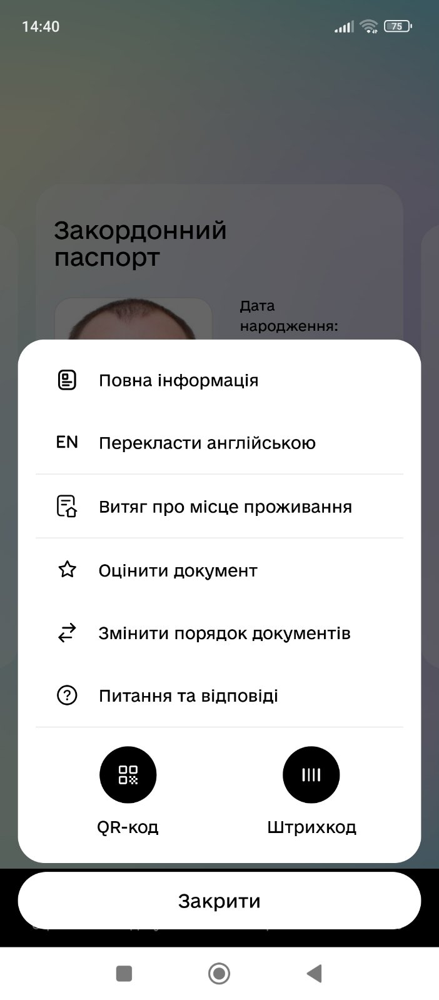 14:40
75
Закордонний
паспорт
Дата
народження:
Повна інформація
EN Перекласти англійською
Витяг про місце проживання
Оцінити документ
Змінити порядок документів
Питання та відповіді
QR-код Штрихкод
Закрити